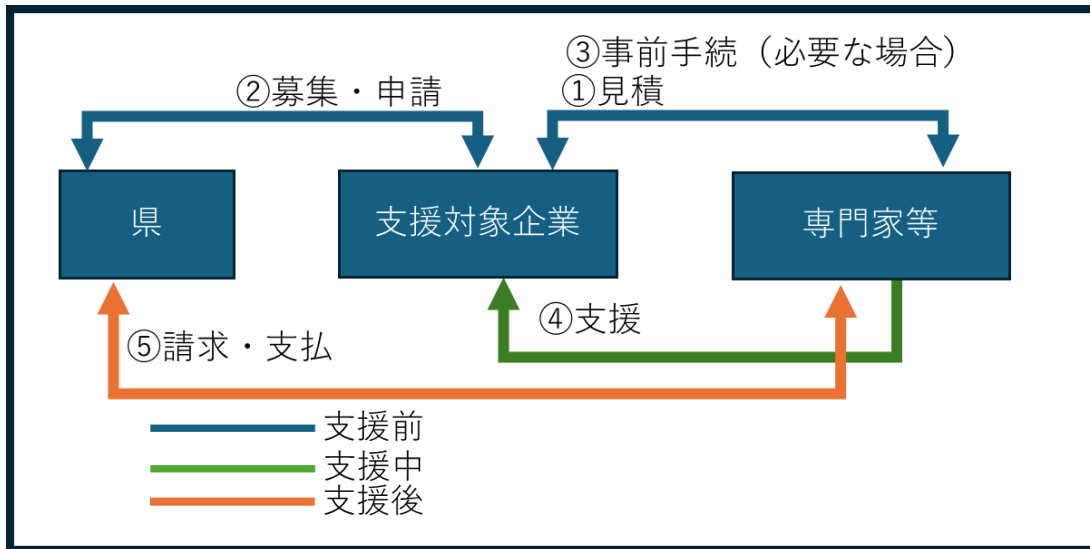 ③事前手続（必要な場合）
②募集・申請
①見積
県
支援対象企業
専門家等
④支援
⑤請求・支払
支援前
支援中
支援後